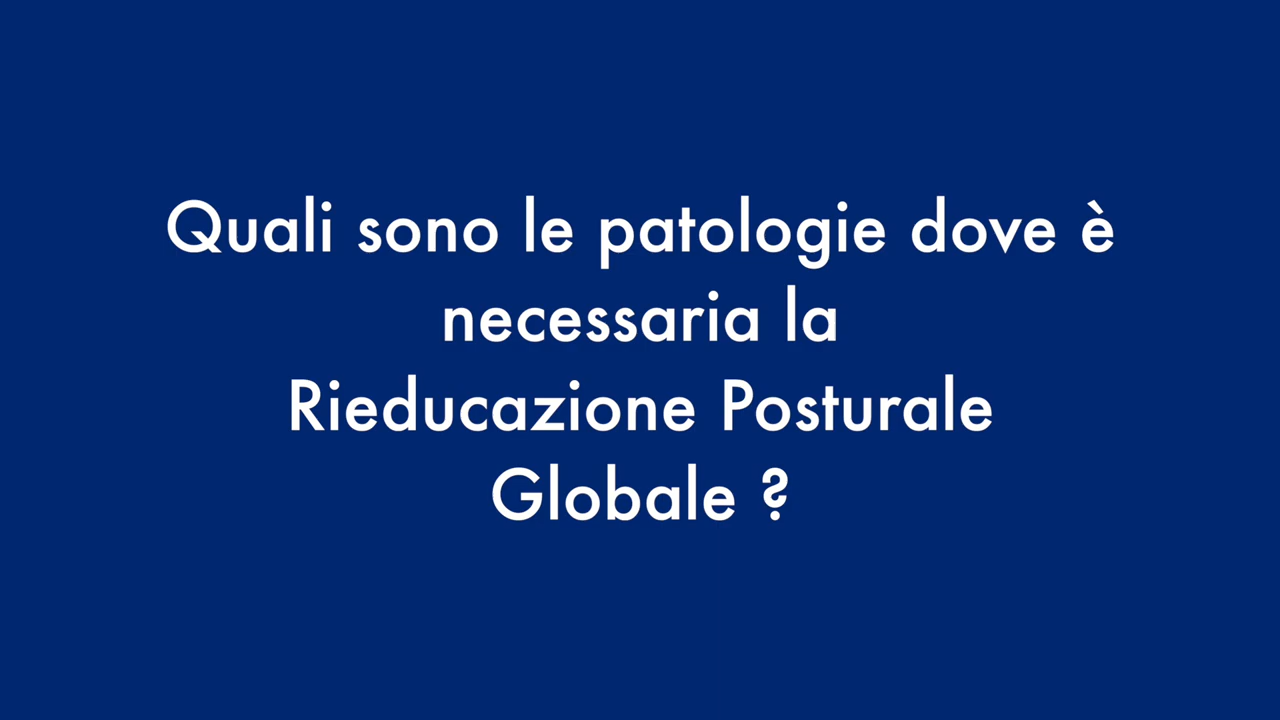 Quali sono le patologie dove è
necessaria la
Rieducazione Posturale
Globale ?